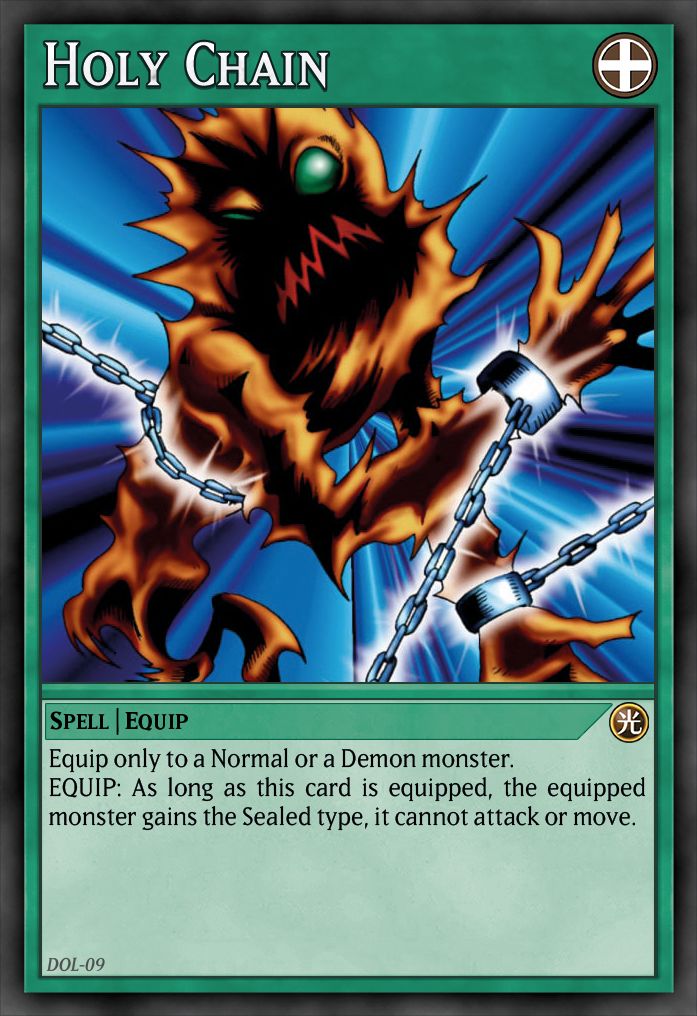 Holy Chain
Spell | Equip
光
Equip only to a Normal or a Demon monster.
EQUIP: As long as this card is equipped, the equipped
monster gains the Sealed type, it cannot attack or move.
DOL-09